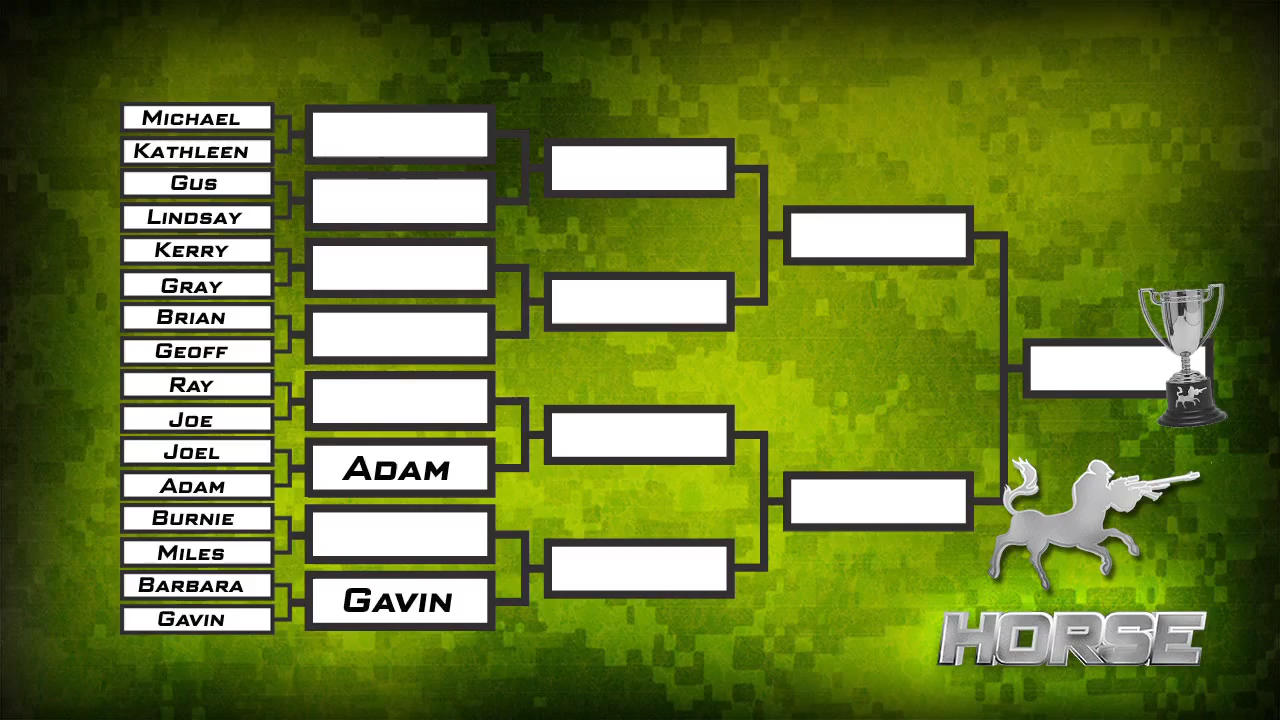 Michael
Kathleen
Gus
Lindsay
Kerry
Gray
Brian
Geoff
Ray
Joe
Joel
Adam
Burnie
Miles
Barbara
Gavin
Adam
Gavin
HORSE